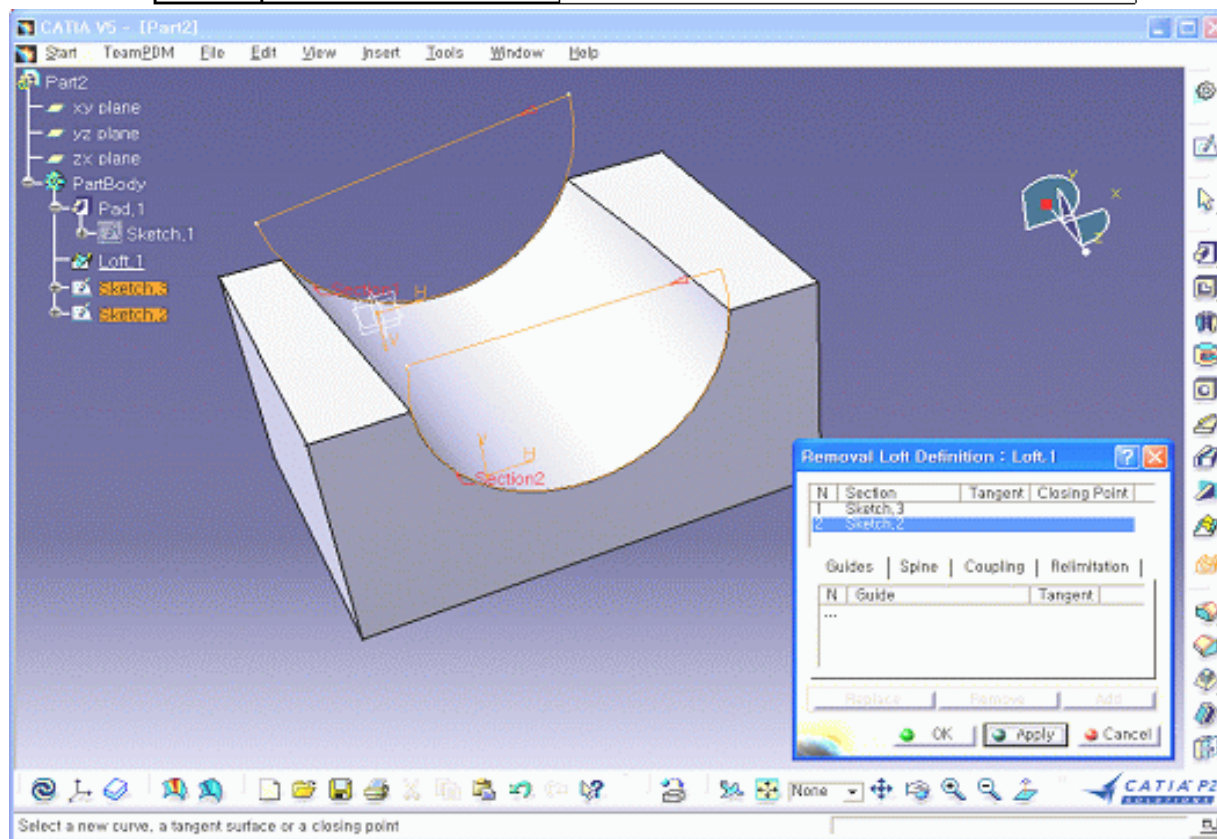 CATIA V5 - [Part2]
Start TeamPDM File Edit View Insert Tools Window Help
Part2
xy plane
yz plane
zx plane
PartBody
Pad.1
Sketch.1
Loft.1
Sketch.3
Sketch.2
Y
X
Z
Section1
H
V
V
H
Section2
Removal Loft Definition : Loft.1
N Section Tangent Closing Point
1 Sketch.3
2 Sketch.2
Guides Spine Coupling Relimitation
N Guide Tangent
...
Replace Remove Add
OK Apply Cancel
None
CATIA P2
SOLUTIONS
Select a new curve, a tangent surface or a closing point